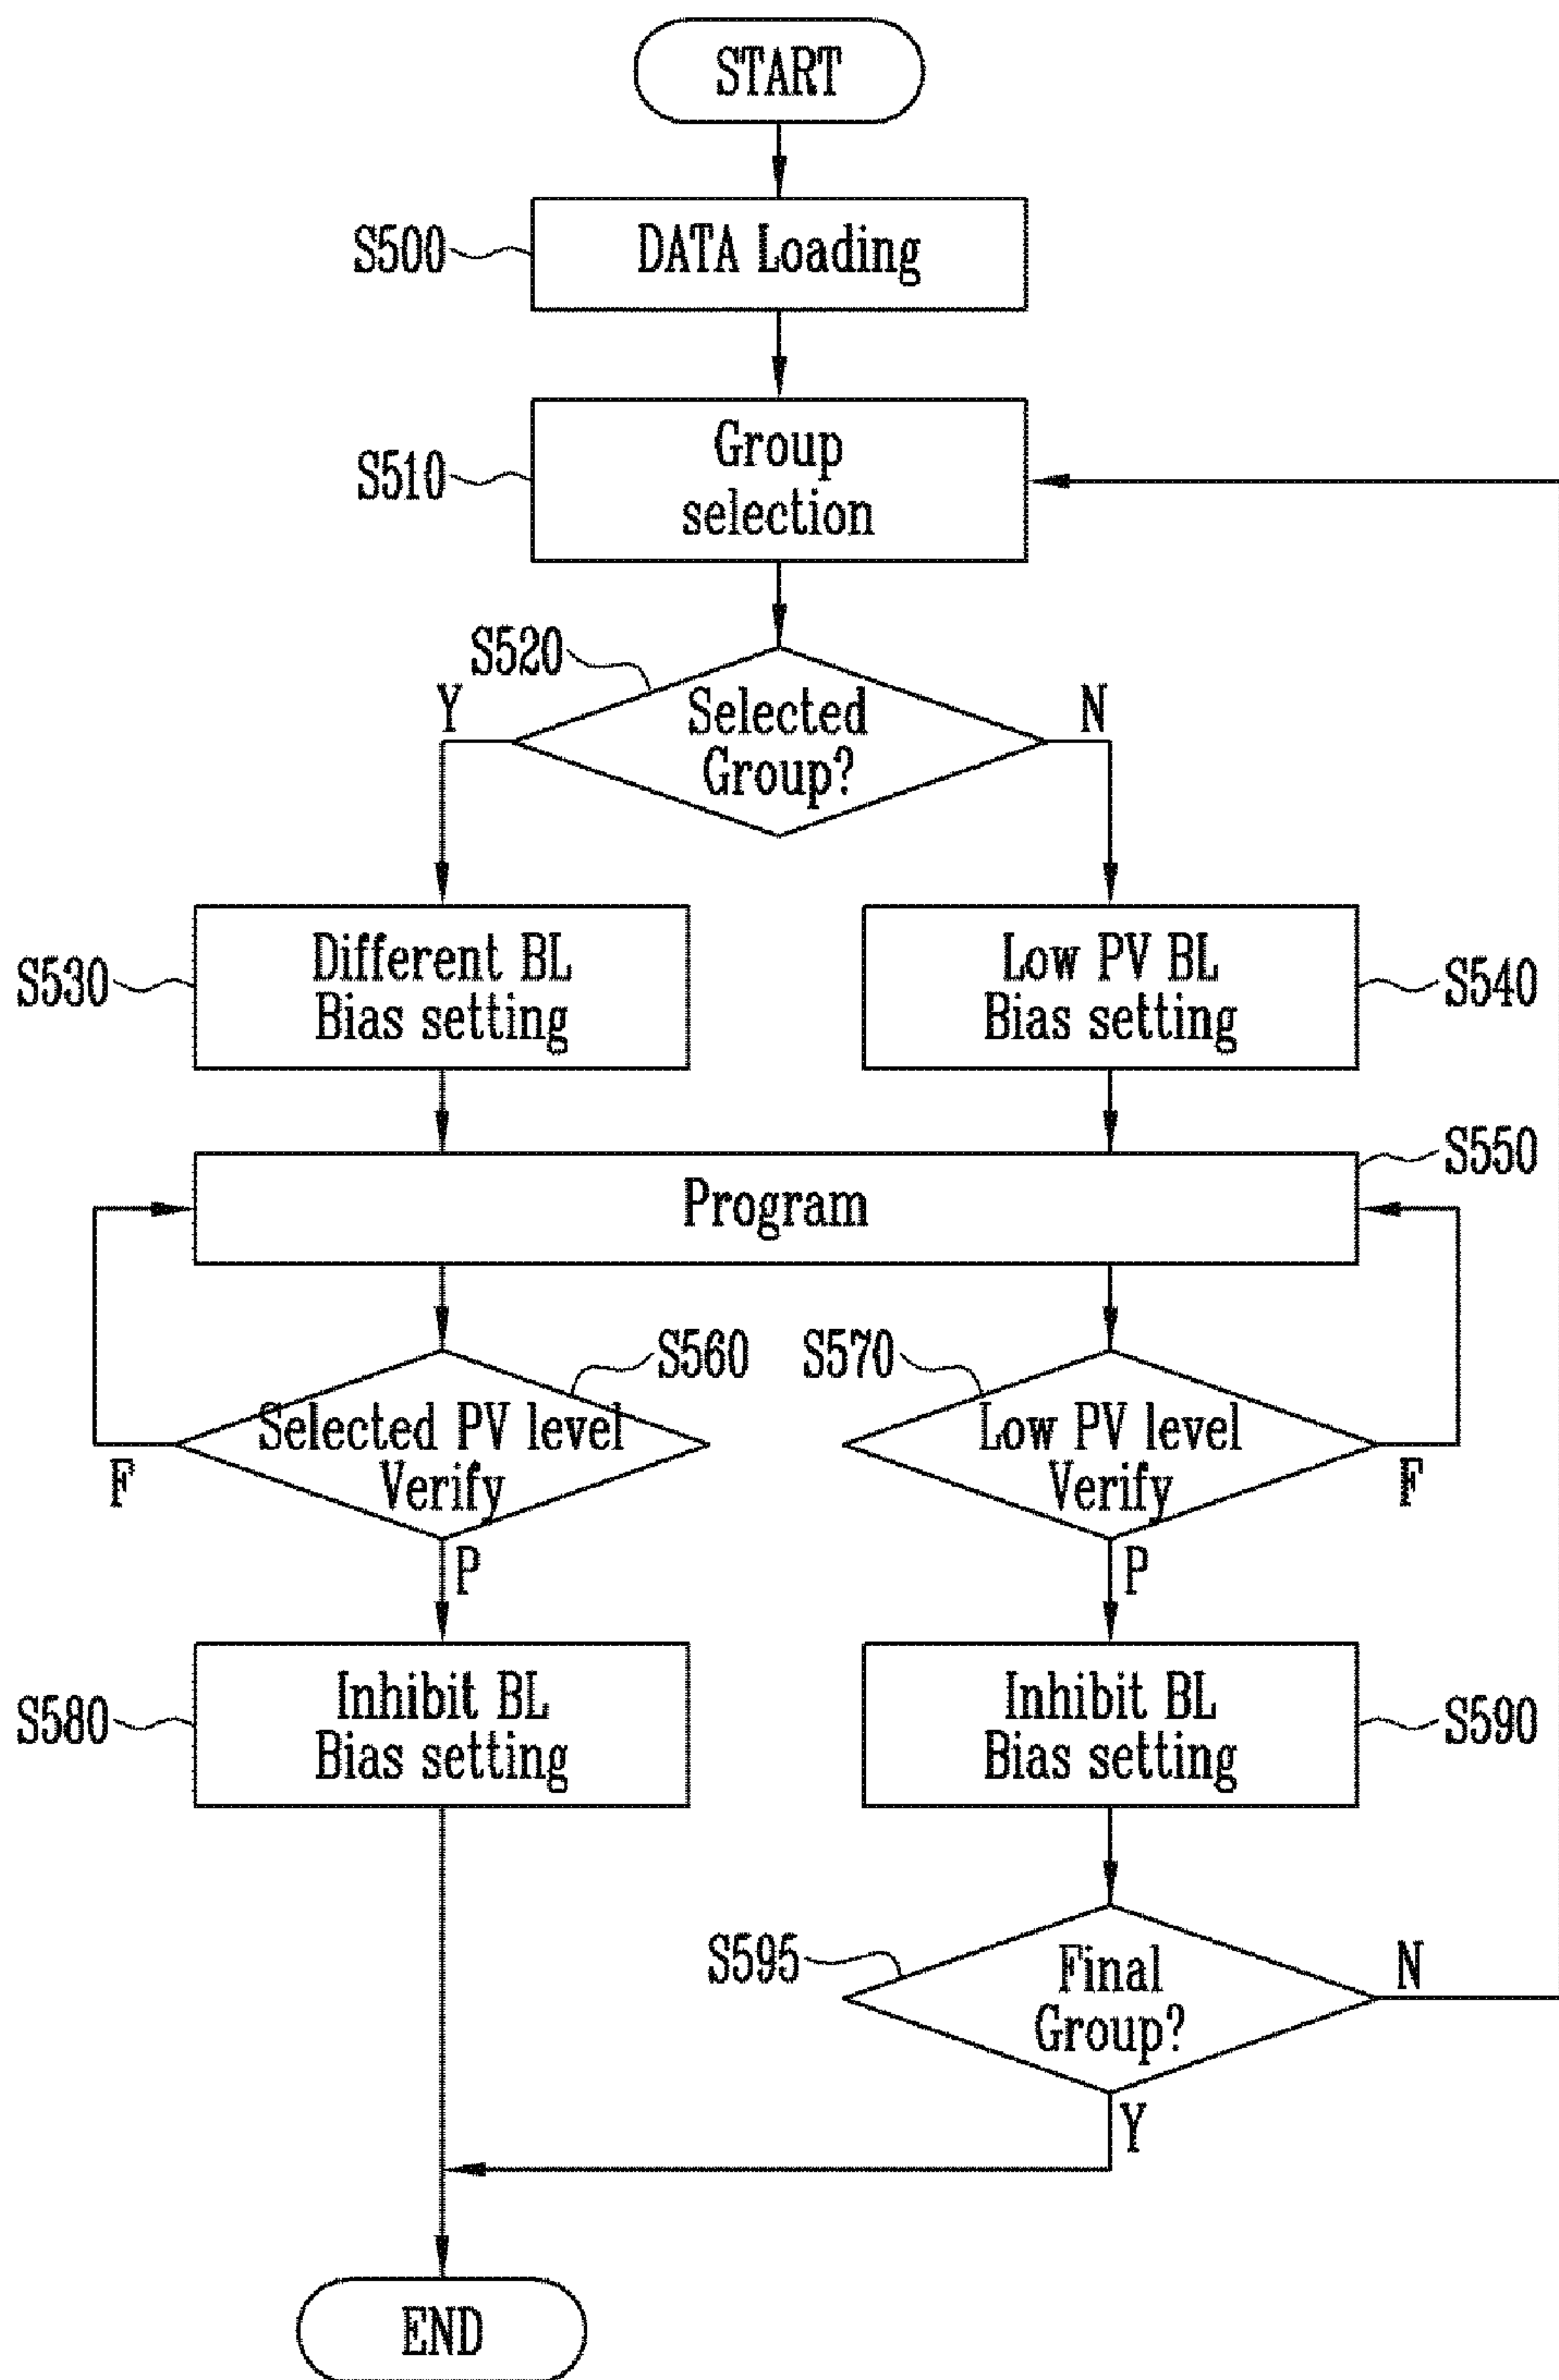 START
S500
DATA Loading
S510
Group
selection
S520
Y
Selected
Group?
N
S530
Different BL
Bias setting
Low PV BL
Bias setting
S540
S550
Program
S560
S570
Selected PV level
Verify
F
Low PV level
Verify
F
P
P
S580
Inhibit BL
Bias setting
Inhibit BL
Bias setting
S590
S595
Final
Group?
N
Y
END